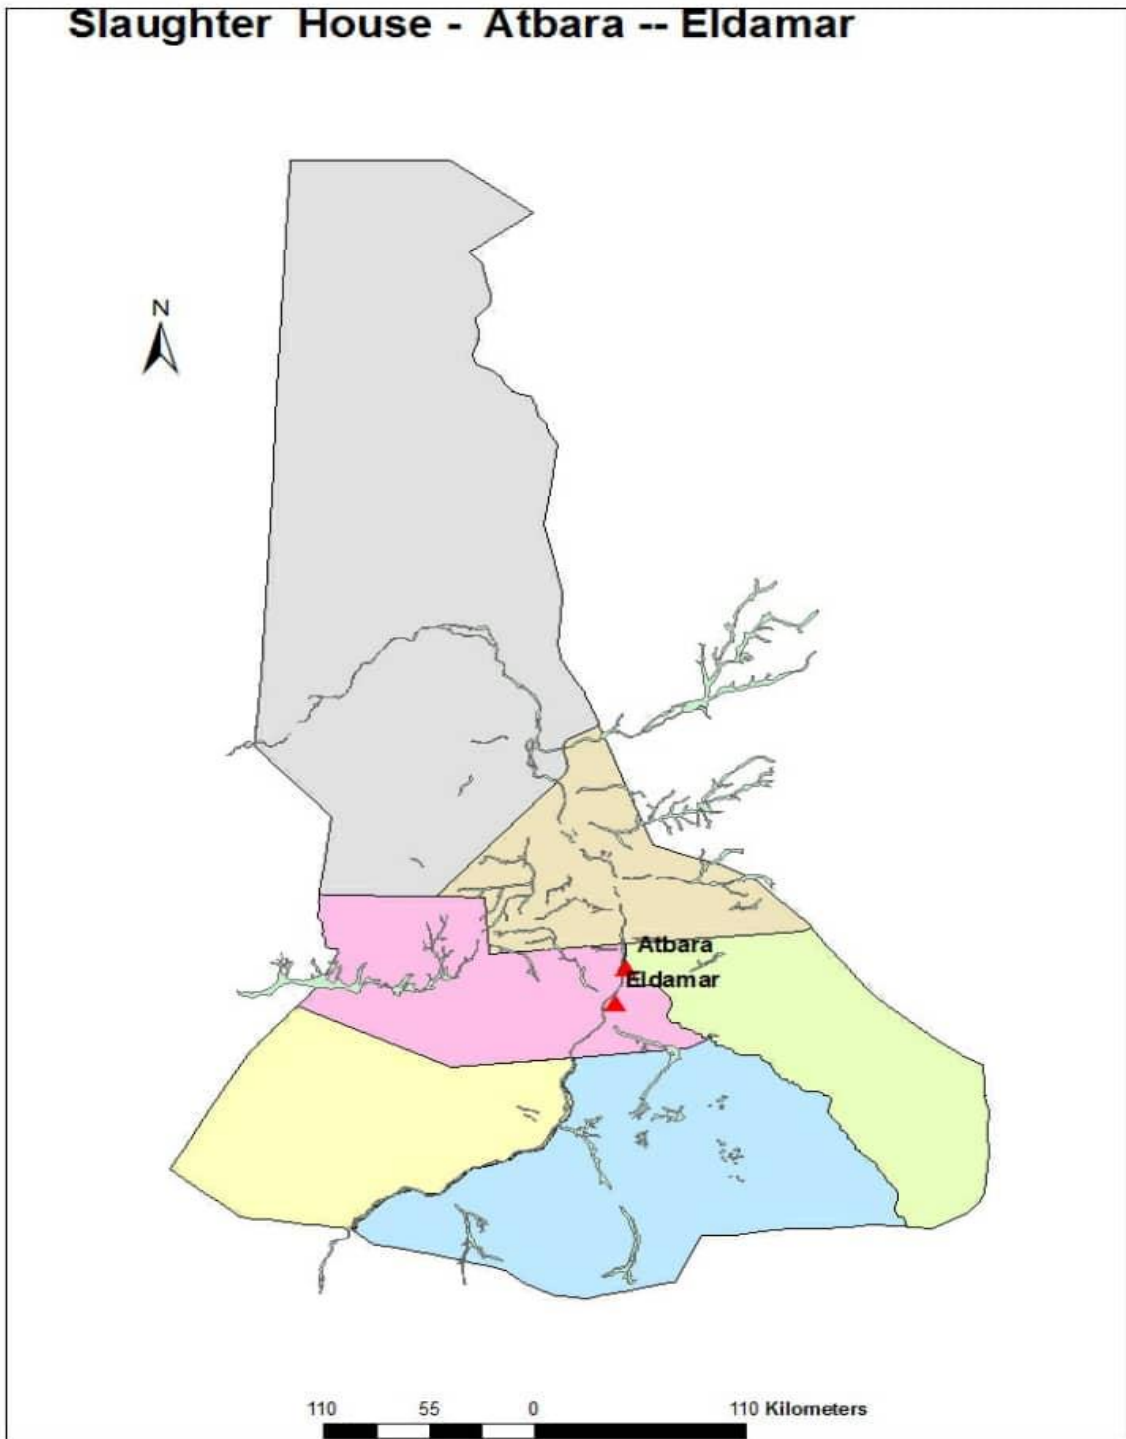 Slaughter House - Atbara -- Eldamar
N
Atbara
Eldamar
110 55 0 110 Kilometers